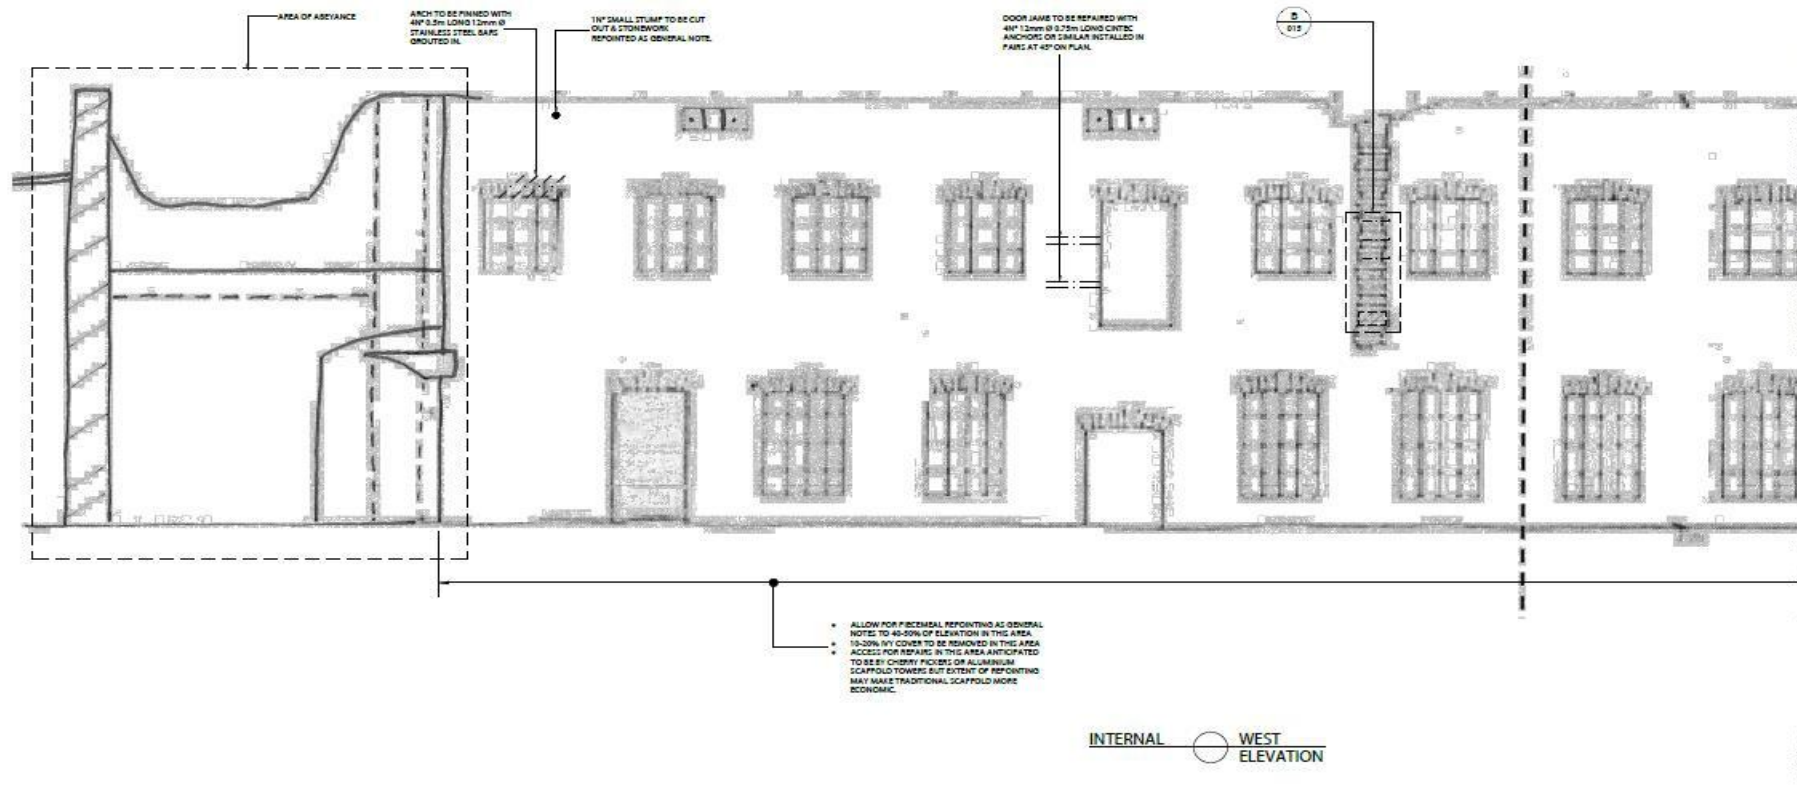 AREA OF ABEYANCE
ARCH TO BE PINNED WITH
4Nº 0.5m LONG 12mm Ø
STAINLESS STEEL BARS
GROUTED IN.
1Nº SMALL STUMP TO BE CUT
OUT & STONEWORK
REPOINTED AS GENERAL NOTE.
DOOR JAMB TO BE REPAIRED WITH
4Nº 12mm Ø 0.75m LONG CINTEC
ANCHORS OR SIMILAR INSTALLED IN
PAIRS AT 45° ON PLAN.
B
015
• ALLOW FOR PIECEMEAL REPOINTING AS GENERAL
NOTES TO 40-50% OF ELEVATION IN THIS AREA
• 10-20% IVY COVER TO BE REMOVED IN THIS AREA
• ACCESS FOR REPAIRS IN THIS AREA ANTICIPATED
TO BE BY CHERRY PICKERS OR ALUMINIUM
SCAFFOLD TOWERS BUT EXTENT OF REPOINTING
MAY MAKE TRADITIONAL SCAFFOLD MORE
ECONOMIC.
INTERNAL WEST
ELEVATION